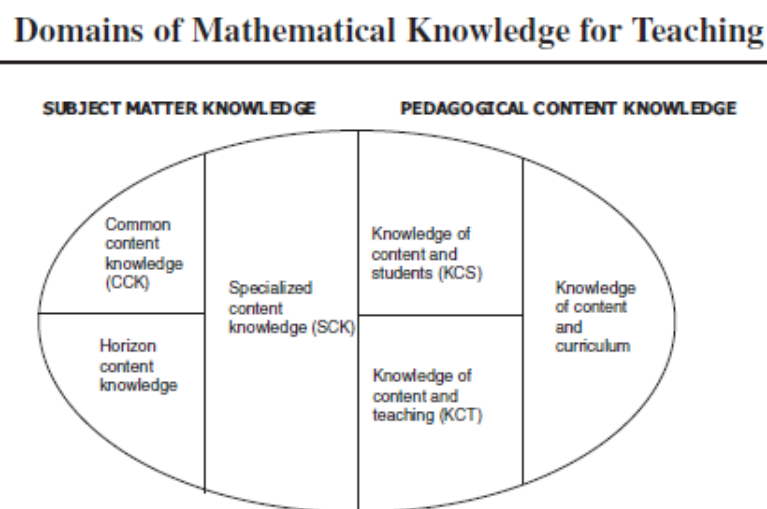 Domains of Mathematical Knowledge for Teaching
SUBJECT MATTER KNOWLEDGE
PEDAGOGICAL CONTENT KNOWLEDGE
Common
content
knowledge
(CCK)
Horizon
content
knowledge
Specialized
content
knowledge (SCK)
Knowledge of
content and
students (KCS)
Knowledge of
content and
teaching (KCT)
Knowledge
of content
and
curriculum